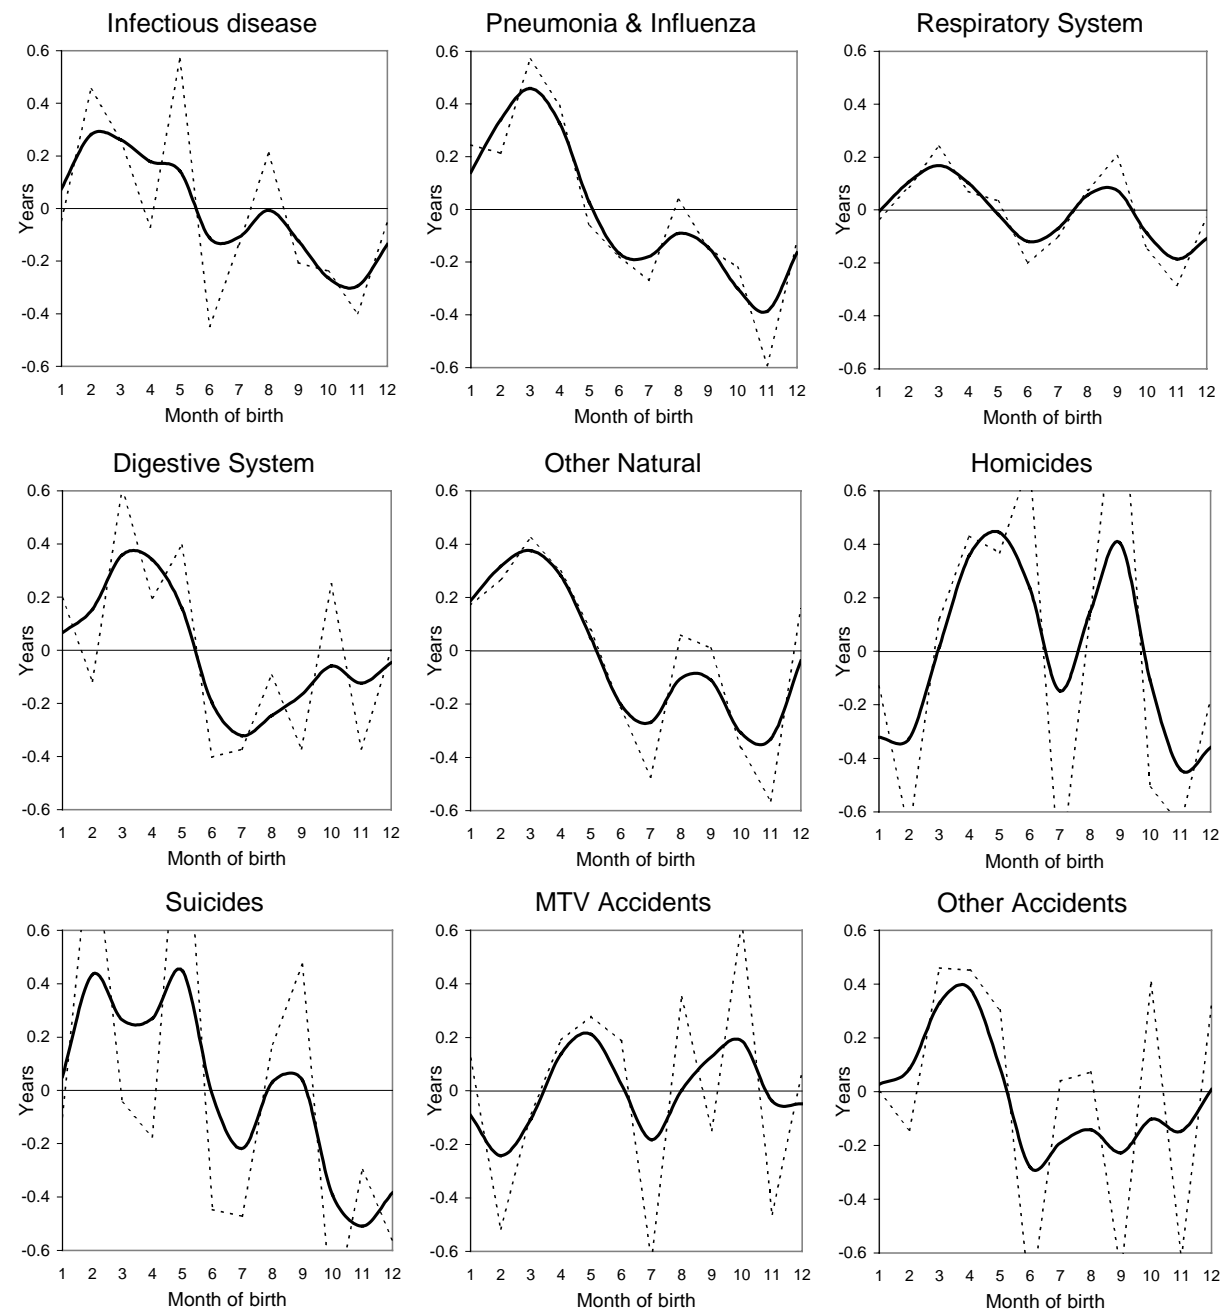 Infectious disease
0.6
0.4
0.2
0
-0.2
-0.4
-0.6
Years
1 2 3 4 5 6 7 8 9 10 11 12
Month of birth
Pneumonia & Influenza
0.6
0.4
0.2
0
-0.2
-0.4
-0.6
Years
1 2 3 4 5 6 7 8 9 10 11 12
Month of birth
Respiratory System
0.6
0.4
0.2
0
-0.2
-0.4
-0.6
Years
1 2 3 4 5 6 7 8 9 10 11 12
Month of birth
Digestive System
0.6
0.4
0.2
0
-0.2
-0.4
-0.6
Years
1 2 3 4 5 6 7 8 9 10 11 12
Month of birth
Other Natural
0.6
0.4
0.2
0
-0.2
-0.4
-0.6
Years
1 2 3 4 5 6 7 8 9 10 11 12
Month of birth
Homicides
0.6
0.4
0.2
0
-0.2
-0.4
-0.6
Years
1 2 3 4 5 6 7 8 9 10 11 12
Month of birth
Suicides
0.6
0.4
0.2
0
-0.2
-0.4
-0.6
Years
1 2 3 4 5 6 7 8 9 10 11 12
Month of birth
MTV Accidents
0.6
0.4
0.2
0
-0.2
-0.4
-0.6
Years
1 2 3 4 5 6 7 8 9 10 11 12
Month of birth
Other Accidents
0.6
0.4
0.2
0
-0.2
-0.4
-0.6
Years
1 2 3 4 5 6 7 8 9 10 11 12
Month of birth